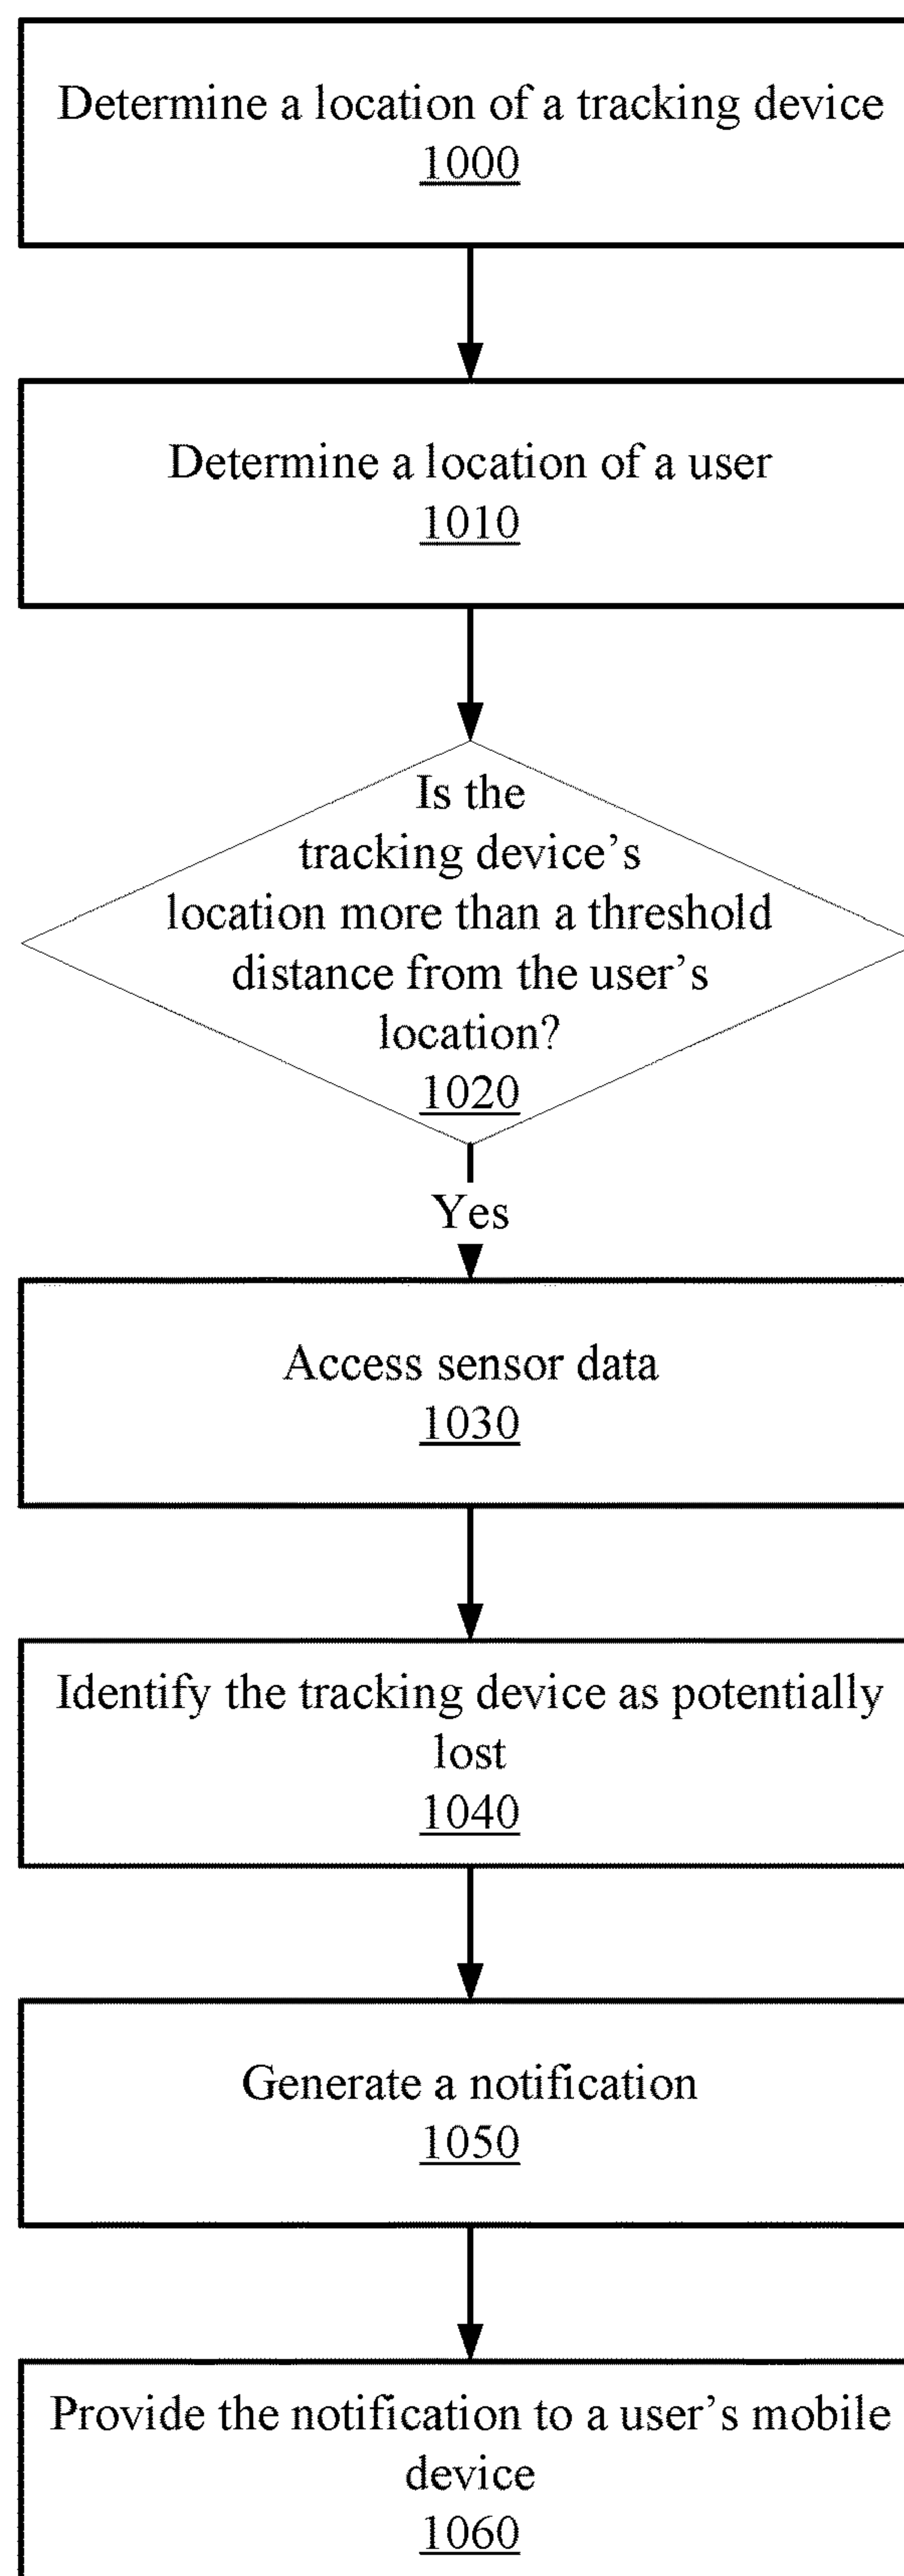 Determine a location of a tracking device
1000
Determine a location of a user
1010
Is the
tracking device’s
location more than a threshold
distance from the user’s
location?
1020
Yes
Access sensor data
1030
Identify the tracking device as potentially
lost
1040
Generate a notification
1050
Provide the notification to a user’s mobile
device
1060